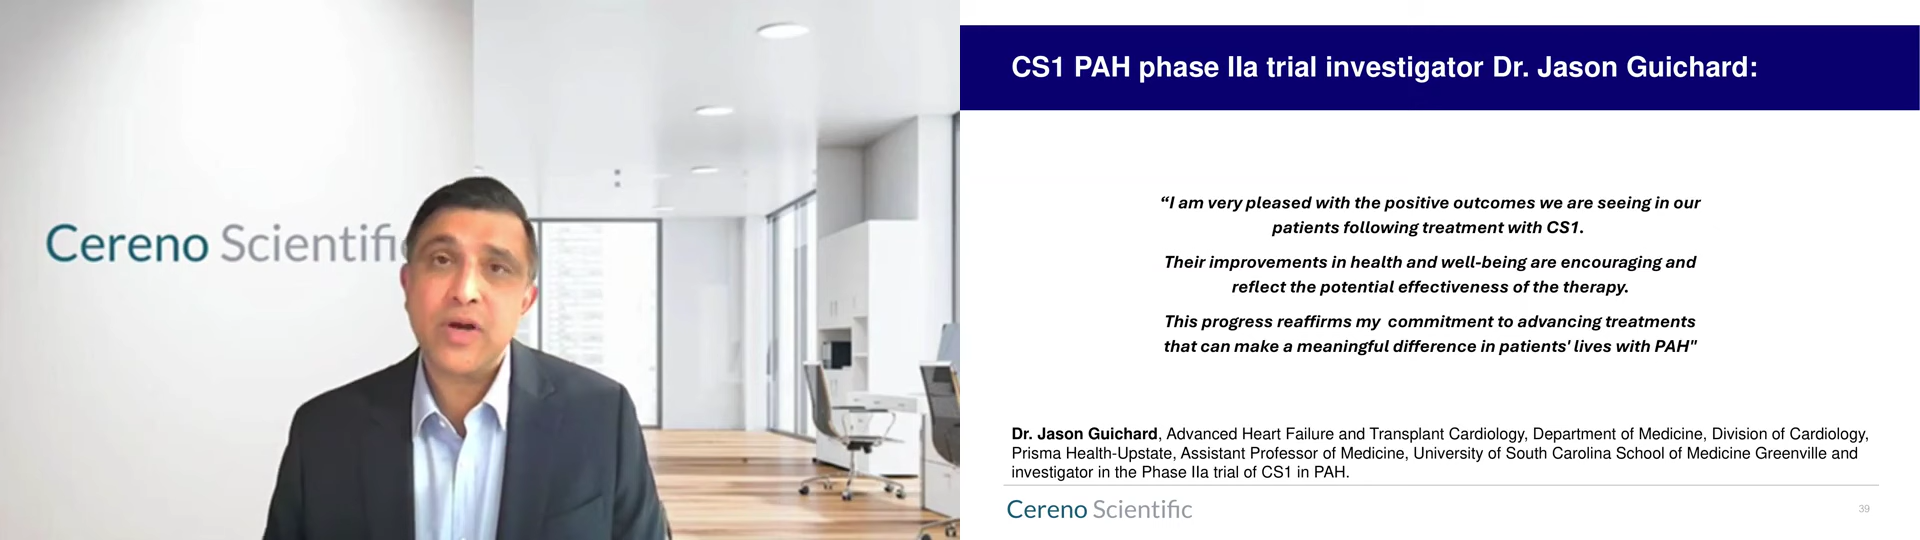 Cereno Scientific
CS1 PAH phase IIa trial investigator Dr. Jason Guichard:
“I am very pleased with the positive outcomes we are seeing in our
patients following treatment with CS1.
Their improvements in health and well-being are encouraging and
reflect the potential effectiveness of the therapy.
This progress reaffirms my commitment to advancing treatments
that can make a meaningful difference in patients' lives with PAH"
Dr. Jason Guichard, Advanced Heart Failure and Transplant Cardiology, Department of Medicine, Division of Cardiology,
Prisma Health-Upstate, Assistant Professor of Medicine, University of South Carolina School of Medicine Greenville and
investigator in the Phase IIa trial of CS1 in PAH.
Cereno Scientific
39